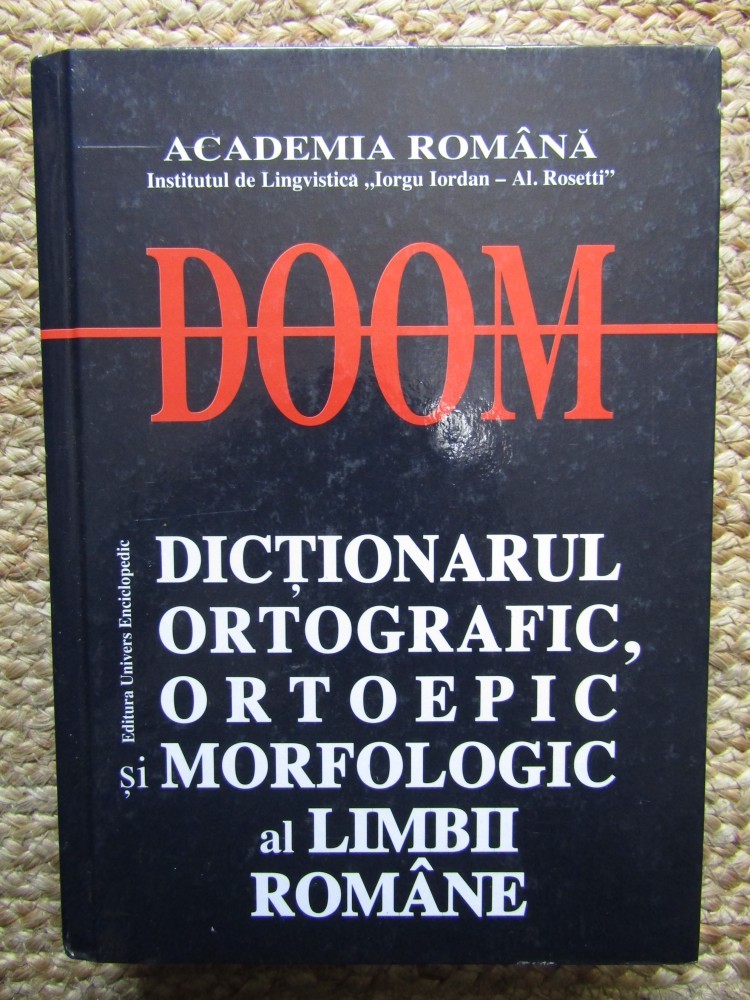 ACADEMIA ROMÂNĂ
Institutul de Lingvistică „Iorgu Iordan – Al. Rosetti”
DOOM
Editura Univers Enciclopedic
DICȚIONARUL
ORTOGRAFIC,
ORTOEPIC
și MORFOLOGIC
al LIMBII
ROMÂNE